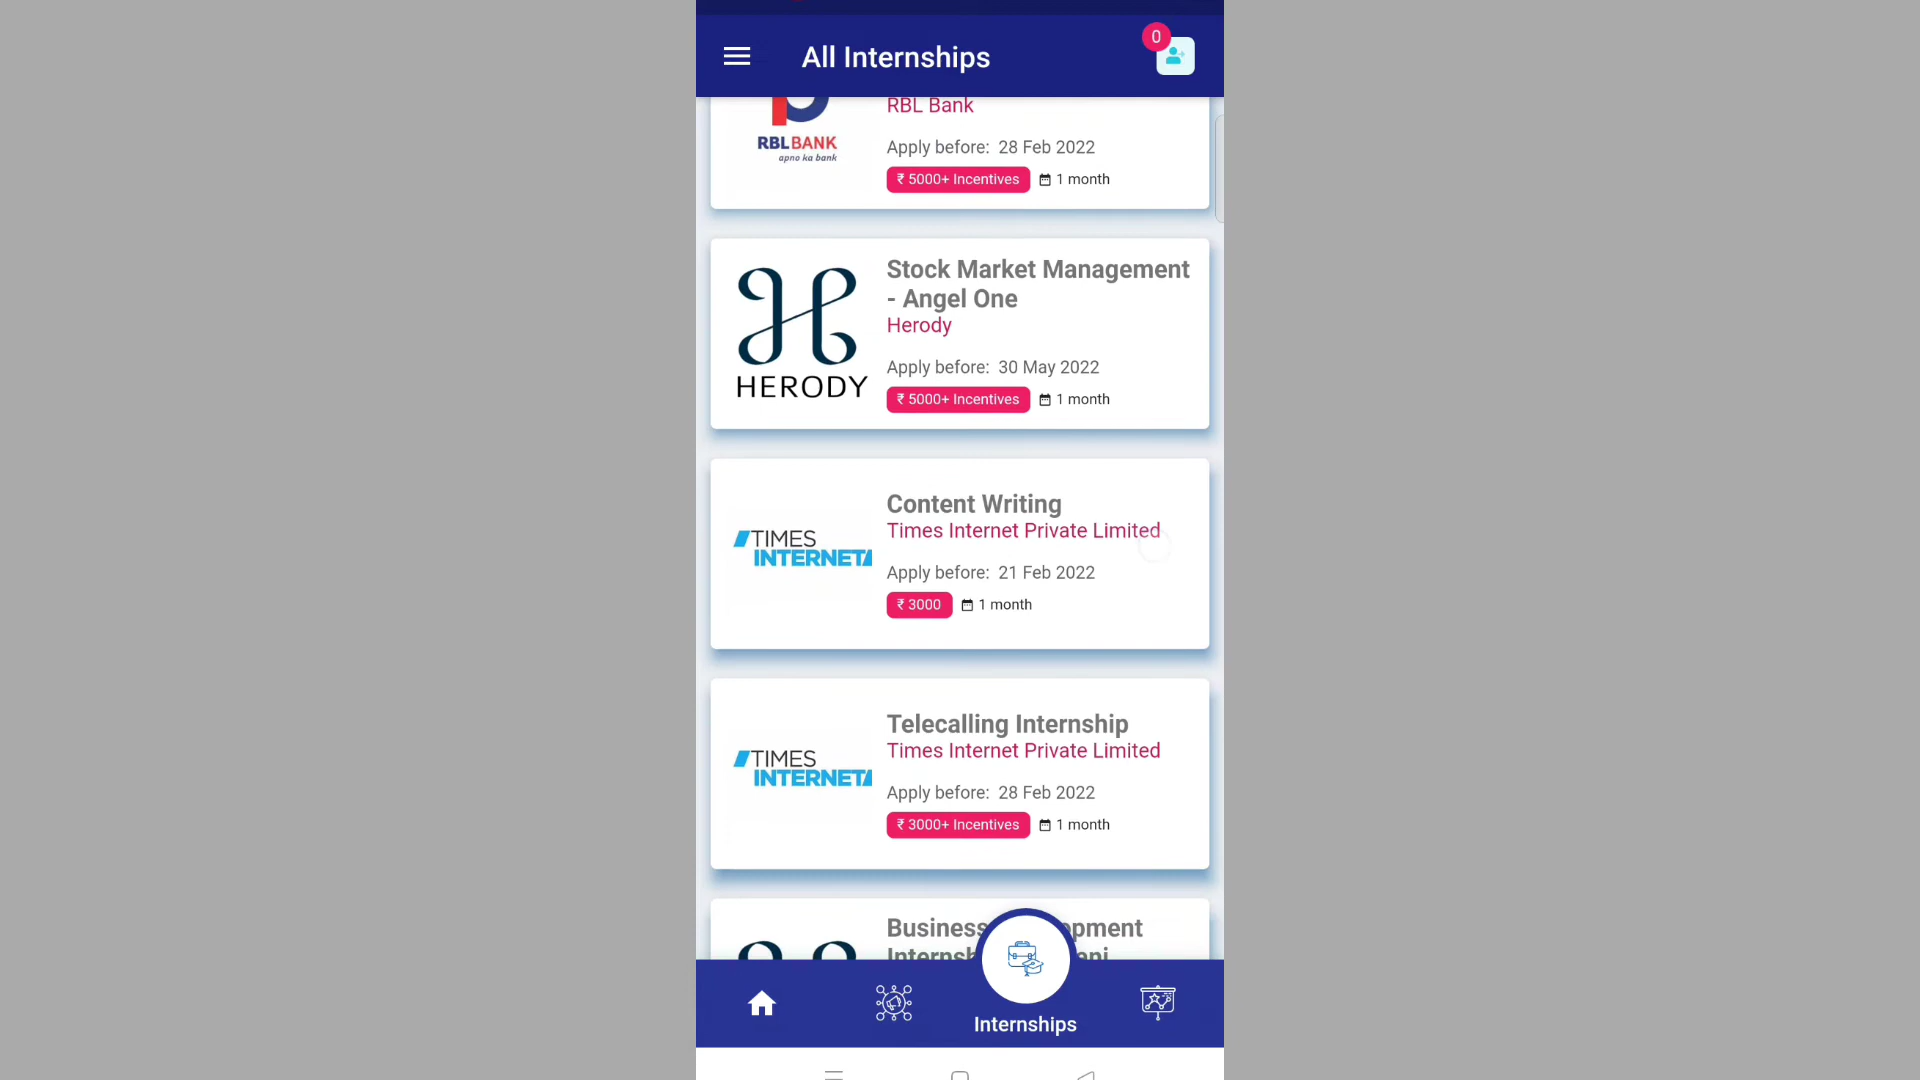 All Internships
0
RBL Bank
RBLBANK
apno ka bank
Apply before: 28 Feb 2022
₹ 5000+ Incentives 1 month
Stock Market Management
- Angel One
Herody
HERODY
Apply before: 30 May 2022
₹ 5000+ Incentives 1 month
Content Writing
Times Internet Private Limited
TIMES
INTERNET
Apply before: 21 Feb 2022
₹ 3000 1 month
Telecalling Internship
Times Internet Private Limited
TIMES
INTERNET
Apply before: 28 Feb 2022
₹ 3000+ Incentives 1 month
Business
Internships